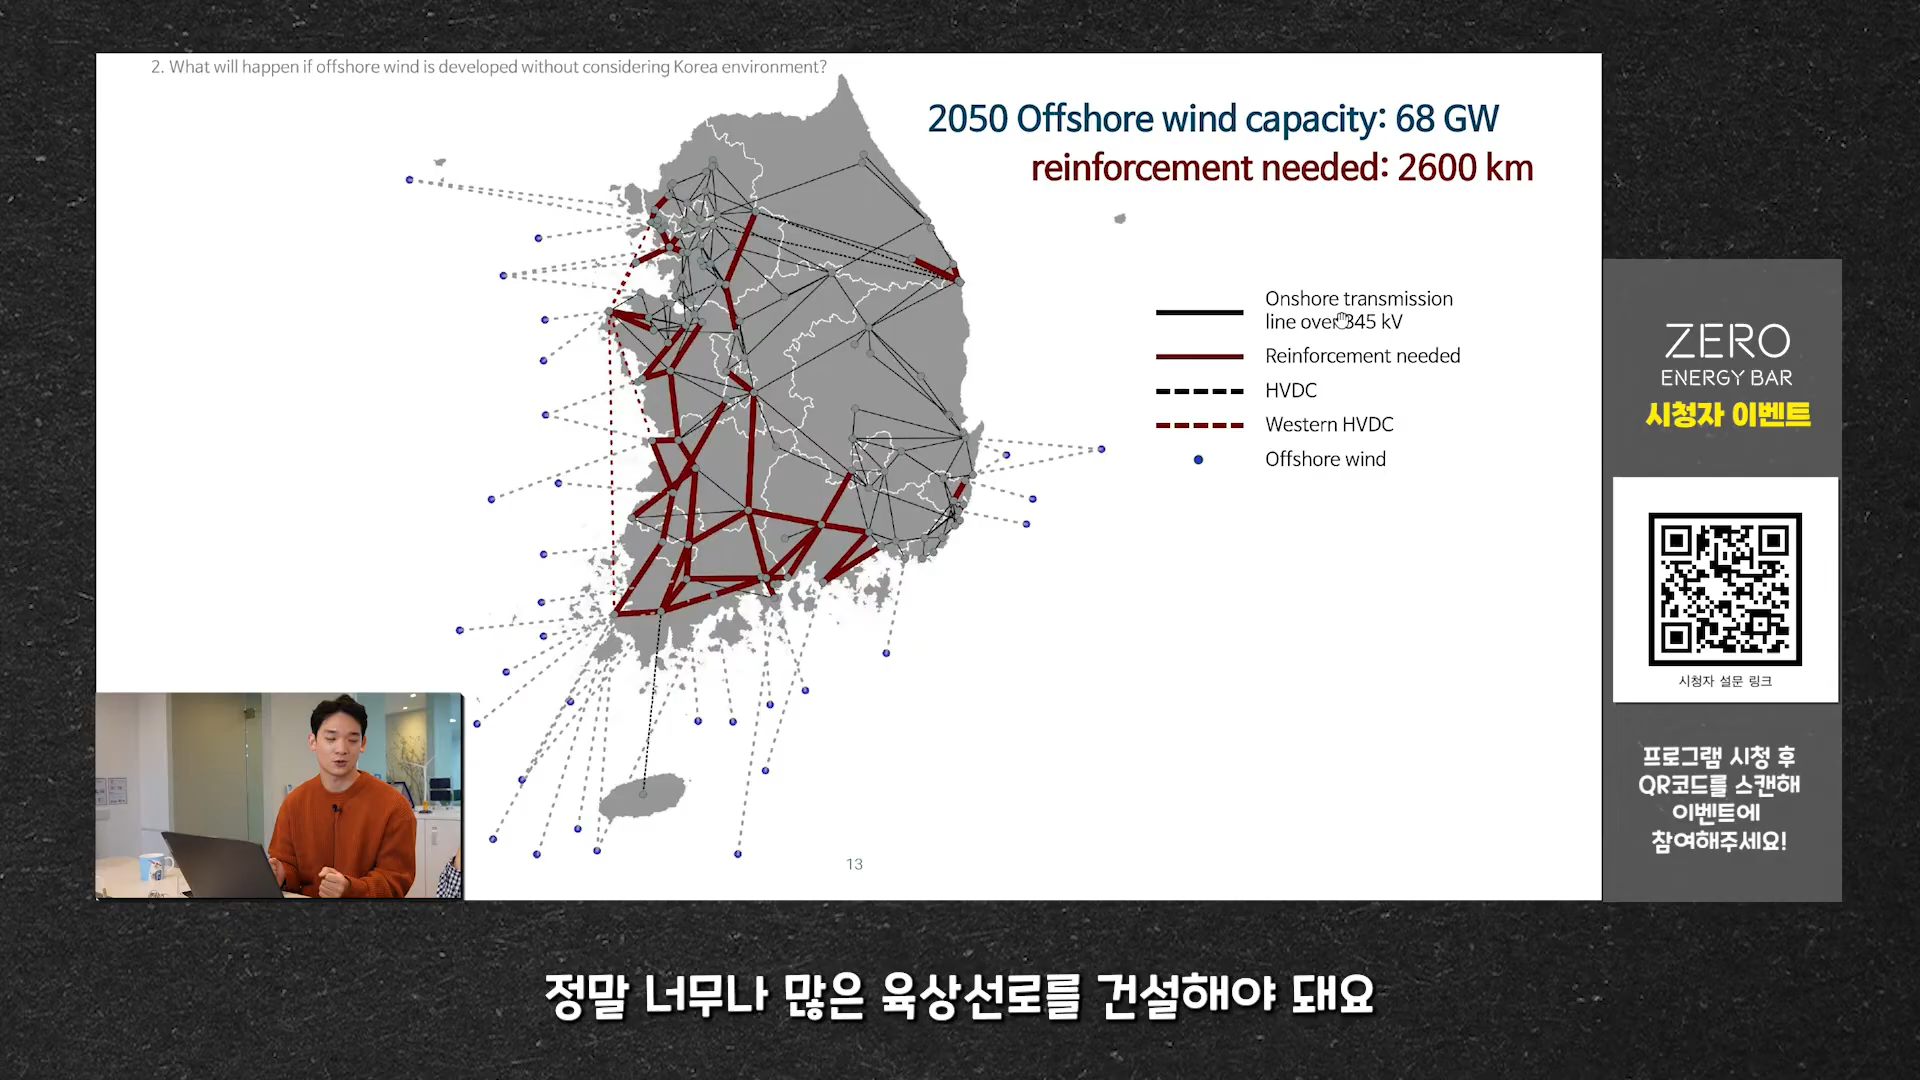 2. What will happen if offshore wind is developed without considering Korea environment?
2050 Offshore wind capacity: 68 GW
reinforcement needed: 2600 km
Onshore transmission
line over 345 kV
Reinforcement needed
HVDC
Western HVDC
Offshore wind
13
ZERO
ENERGY BAR
시청자 이벤트
시청자 설문 링크
프로그램 시청 후
QR코드를 스캔해
이벤트에
참여해주세요!
정말 너무나 많은 육상선로를 건설해야 돼요